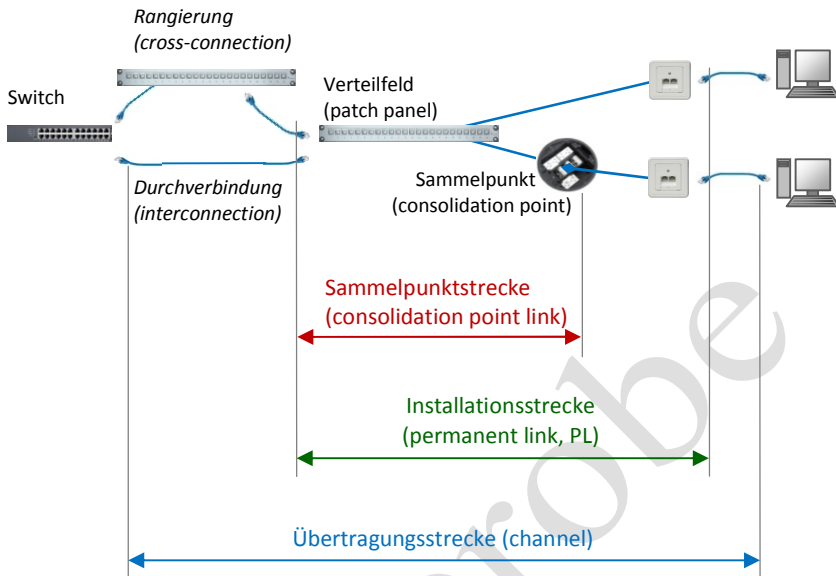 Rangierung
(cross-connection)
Switch
Verteilfeld
(patch panel)
Durchverbindung
(interconnection)
Sammelpunkt
(consolidation point)
Sammelpunktstrecke
(consolidation point link)
Installationsstrecke
(permanent link, PL)
Übertragungsstrecke (channel)
robe